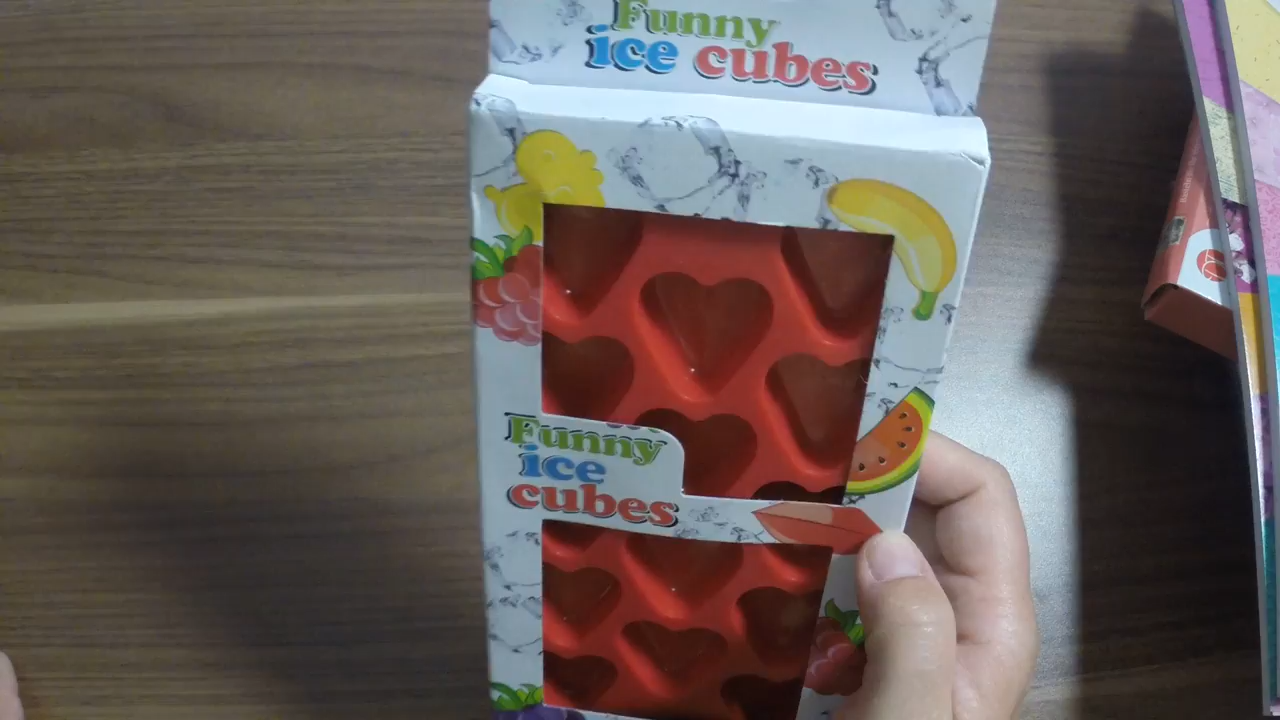 Funny
ice cubes
Funny
ice
cubes